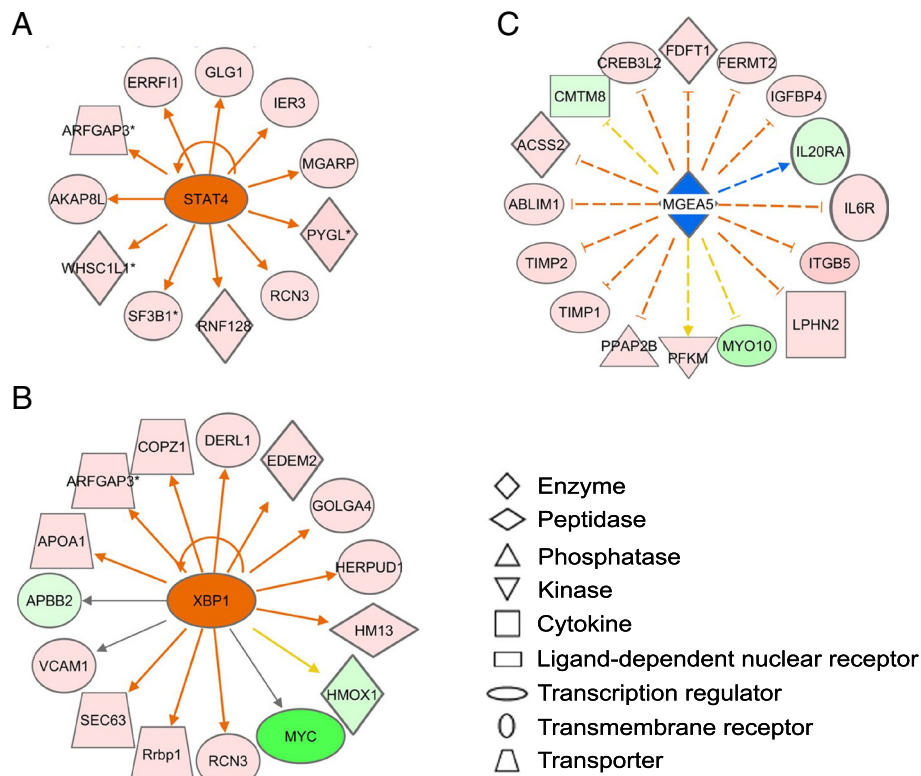 A
ERRFI1
GLG1
IER3
ARFGAP3*
MGARP
AKAP8L
STAT4
PYGL*
WHSC1L1*
SF3B1*
RNF128
RCN3
C
FDFT1
CREB3L2
FERMT2
CMTM8
IGFBP4
ACSS2
IL20RA
ABLIM1
MGEA5
IL6R
TIMP2
ITGB5
TIMP1
LPHN2
PPAP2B
PFKM
MYO10
B
COPZ1
DERL1
EDEM2
ARFGAP3*
GOLGA4
APOA1
HERPUD1
APBB2
XBP1
HM13
VCAM1
HMOX1
SEC63
MYC
Rrbp1
RCN3
Enzyme
Peptidase
Phosphatase
Kinase
Cytokine
Ligand-dependent nuclear receptor
Transcription regulator
Transmembrane receptor
Transporter